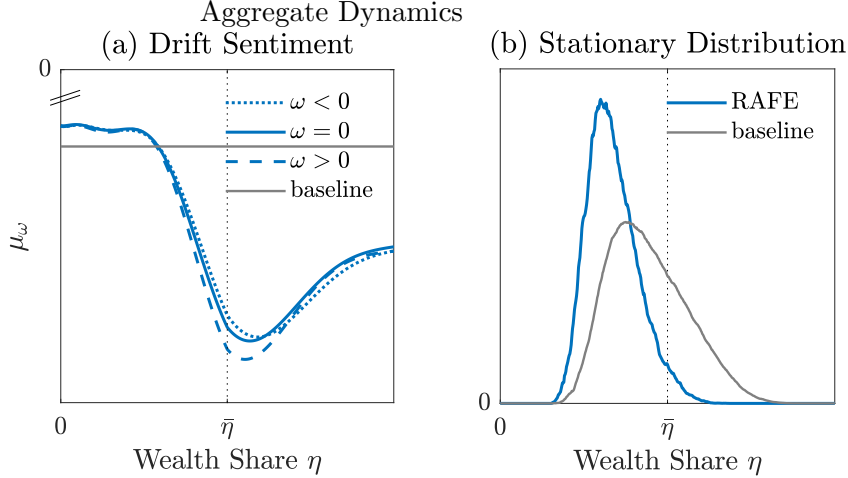 Aggregate Dynamics
(a) Drift Sentiment
0
ω < 0
ω = 0
ω > 0
baseline
μ_ω
0
η̄
Wealth Share η
(b) Stationary Distribution
RAFE
baseline
0
0
η̄
Wealth Share η